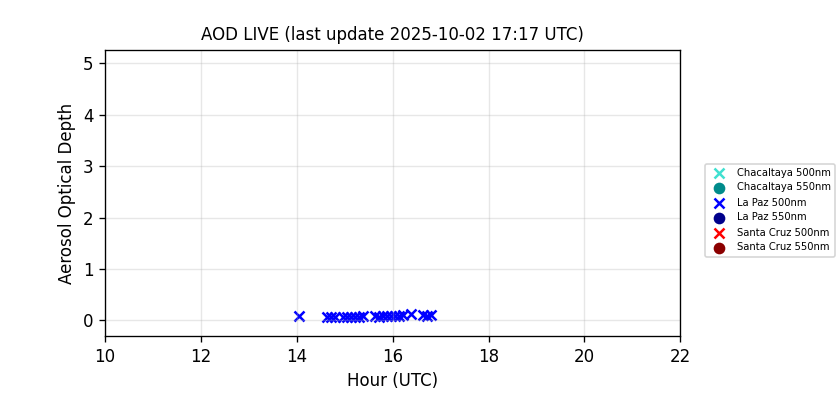 AOD LIVE (last update 2025-10-02 17:17 UTC)
Aerosol Optical Depth
5
4
3
2
1
0
10 12 14 16 18 20 22
Hour (UTC)
Chacaltaya 500nm
Chacaltaya 550nm
La Paz 500nm
La Paz 550nm
Santa Cruz 500nm
Santa Cruz 550nm